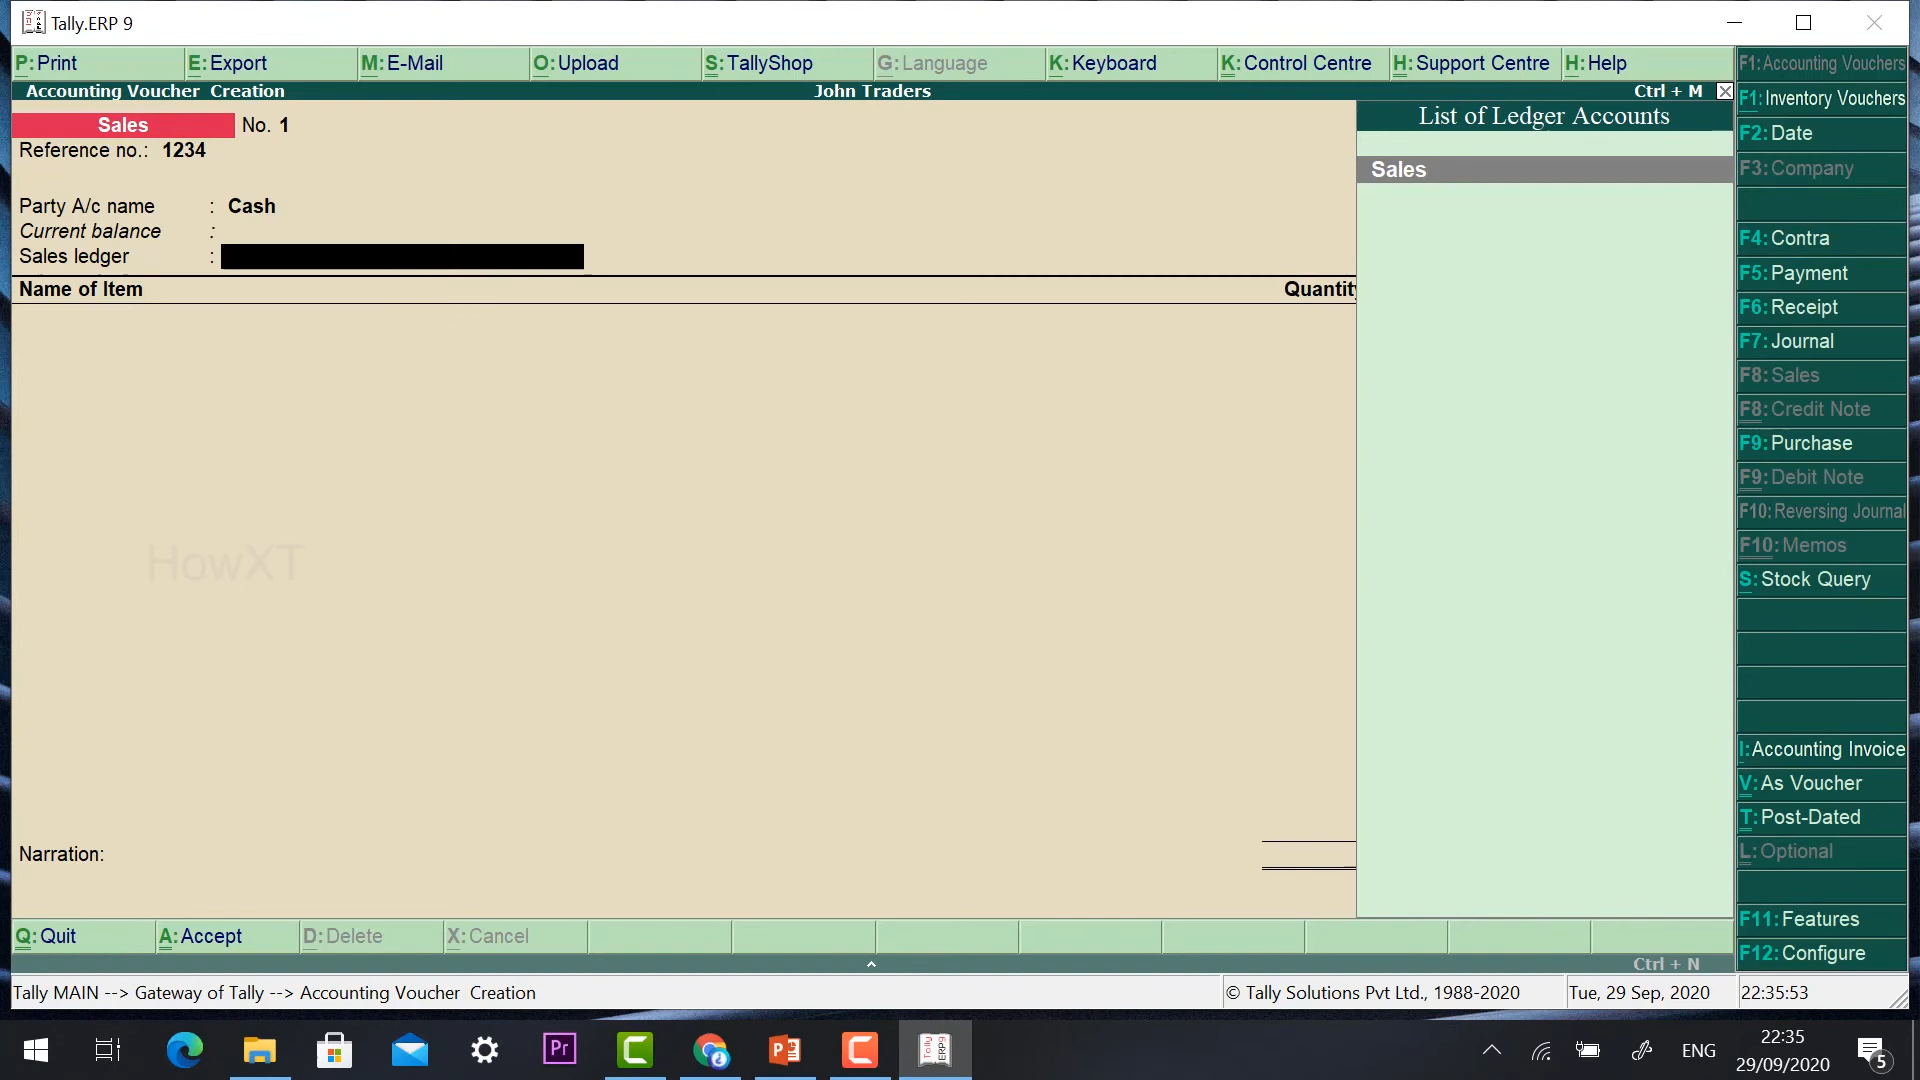 Tally.ERP 9
P: Print E: Export M: E-Mail O: Upload S: TallyShop G: Language K: Keyboard K: Control Centre H: Support Centre H: Help
Accounting Voucher Creation John Traders Ctrl + M
Sales No. 1
Reference no.: 1234
Party A/c name : Cash
Current balance :
Sales ledger :
Name of Item Quantity
HowXT
Narration:
List of Ledger Accounts
Sales
F1: Accounting Vouchers
F1: Inventory Vouchers
F2: Date
F3: Company
F4: Contra
F5: Payment
F6: Receipt
F7: Journal
F8: Sales
F8: Credit Note
F9: Purchase
F9: Debit Note
F10: Reversing Journal
F10: Memos
S: Stock Query
I: Accounting Invoice
V: As Voucher
T: Post-Dated
L: Optional
F11: Features
F12: Configure
Q: Quit A: Accept D: Delete X: Cancel
Ctrl + N
Tally MAIN --> Gateway of Tally --> Accounting Voucher Creation © Tally Solutions Pvt Ltd., 1988-2020 Tue, 29 Sep, 2020 22:35:53
Pr
ENG
22:35
29/09/2020
5